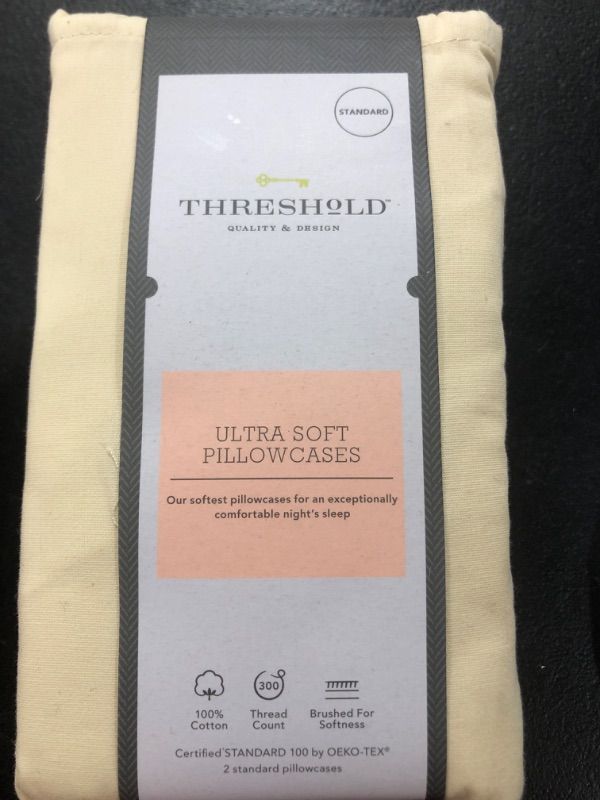 STANDARD
THRESHOLD™
QUALITY & DESIGN
ULTRA SOFT
PILLOWCASES
Our softest pillowcases for an exceptionally
comfortable night's sleep
300
100% Thread Brushed For
Cotton Count Softness
Certified STANDARD 100 by OEKO-TEX®
2 standard pillowcases